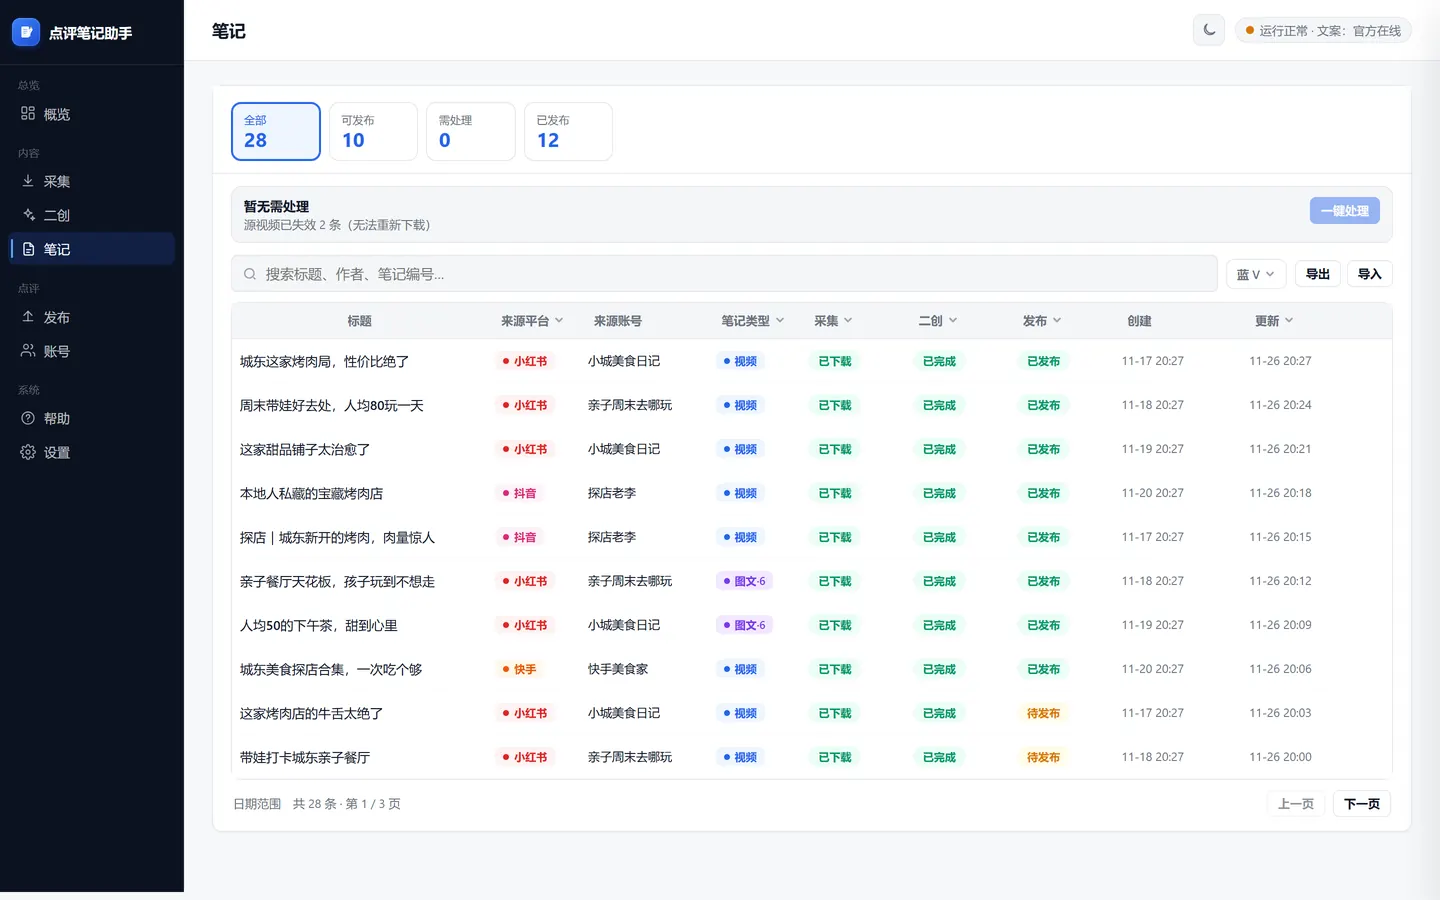 点评笔记助手
总览
概览
内容
采集
二创
笔记
点评
发布
账号
系统
帮助
设置
笔记
运行正常 · 文案：官方在线
全部
28
可发布
10
需处理
0
已发布
12
暂无需处理
源视频已失效 2 条（无法重新下载）
一键处理
搜索标题、作者、笔记编号...
蓝 V
导出
导入
标题 来源平台 来源账号 笔记类型 采集 二创 发布 创建 更新
城东这家烤肉局，性价比绝了 小红书 小城美食日记 视频 已下载 已完成 已发布 11-17 20:27 11-26 20:27
周末带娃好去处，人均80玩一天 小红书 亲子周末去哪玩 视频 已下载 已完成 已发布 11-18 20:27 11-26 20:24
这家甜品铺子太治愈了 小红书 小城美食日记 视频 已下载 已完成 已发布 11-19 20:27 11-26 20:21
本地人私藏的宝藏烤肉店 抖音 探店老李 视频 已下载 已完成 已发布 11-20 20:27 11-26 20:18
探店 | 城东新开的烤肉，肉量惊人 抖音 探店老李 视频 已下载 已完成 已发布 11-17 20:27 11-26 20:15
亲子餐厅天花板，孩子玩到不想走 小红书 亲子周末去哪玩 图文·6 已下载 已完成 已发布 11-18 20:27 11-26 20:12
人均50的下午茶，甜到心里 小红书 小城美食日记 图文·6 已下载 已完成 已发布 11-19 20:27 11-26 20:09
城东美食探店合集，一次吃个够 快手 快手美食家 视频 已下载 已完成 已发布 11-20 20:27 11-26 20:06
这家烤肉店的牛舌太绝了 小红书 小城美食日记 视频 已下载 已完成 待发布 11-17 20:27 11-26 20:03
带娃打卡城东亲子餐厅 小红书 亲子周末去哪玩 视频 已下载 已完成 待发布 11-18 20:27 11-26 20:00
日期范围 共 28 条 · 第 1 / 3 页
上一页
下一页